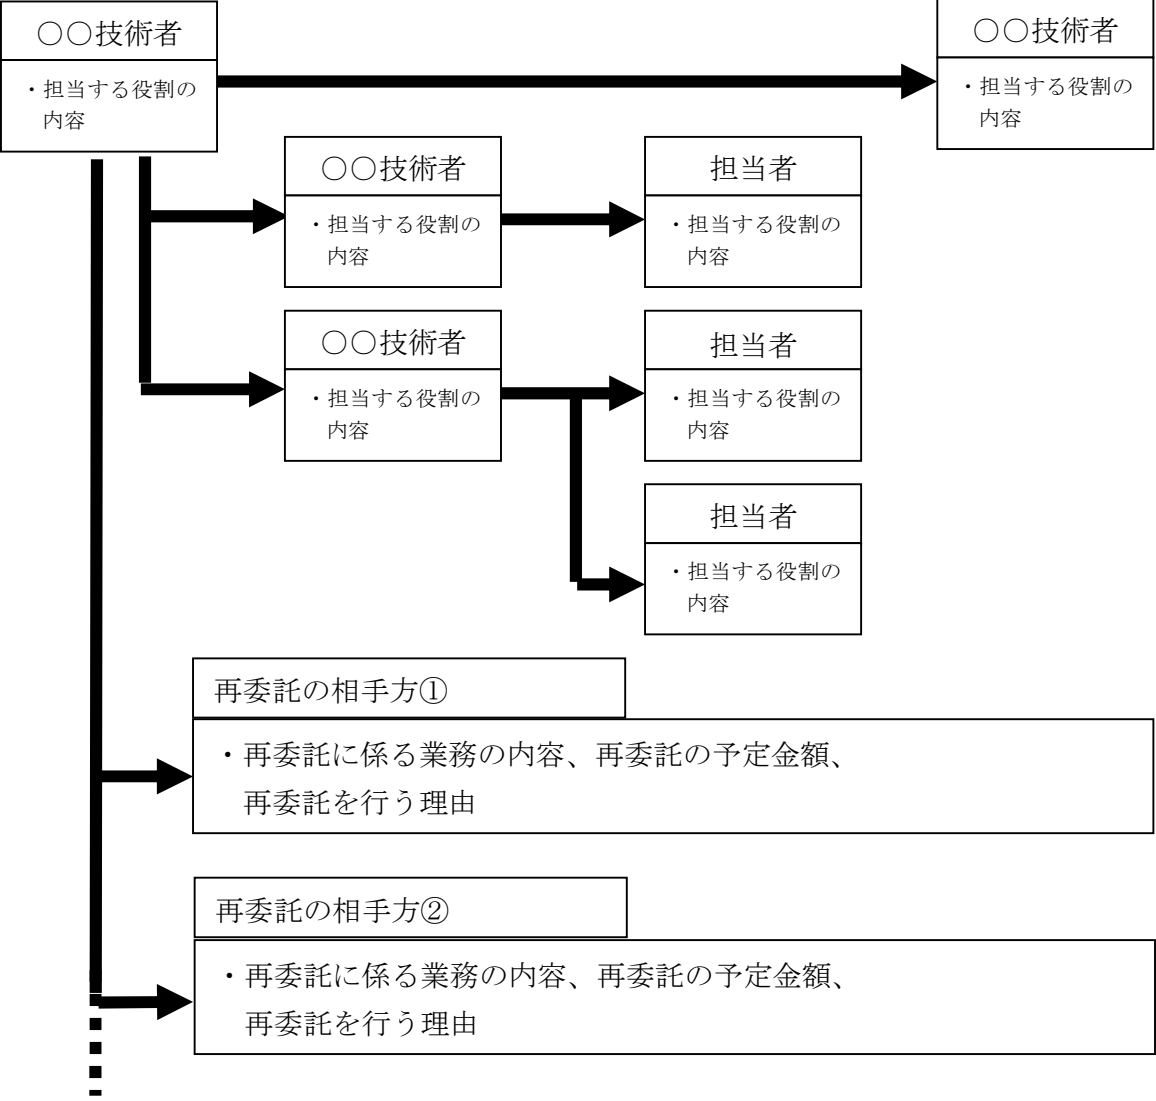 ○○技術者
・担当する役割の
内容
○○技術者
・担当する役割の
内容
○○技術者
・担当する役割の
内容
担当者
・担当する役割の
内容
○○技術者
・担当する役割の
内容
担当者
・担当する役割の
内容
担当者
・担当する役割の
内容
再委託の相手方①
・再委託に係る業務の内容、再委託の予定金額、
再委託を行う理由
再委託の相手方②
・再委託に係る業務の内容、再委託の予定金額、
再委託を行う理由